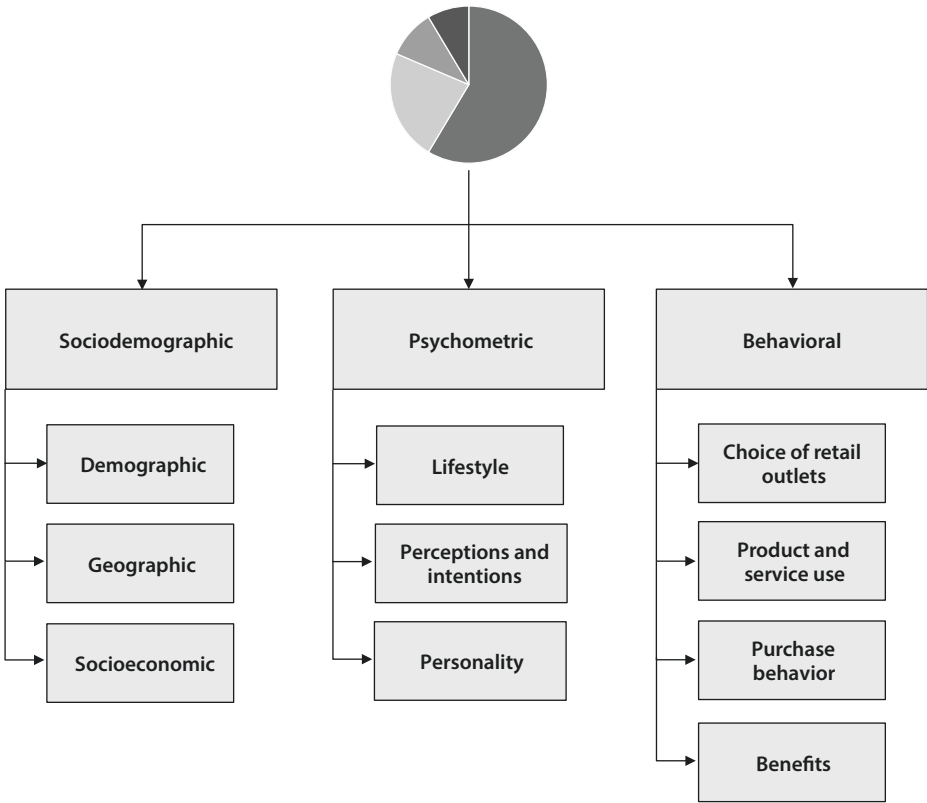 Sociodemographic
Demographic
Geographic
Socioeconomic
Psychometric
Lifestyle
Perceptions and
intentions
Personality
Behavioral
Choice of retail
outlets
Product and
service use
Purchase
behavior
Benefits